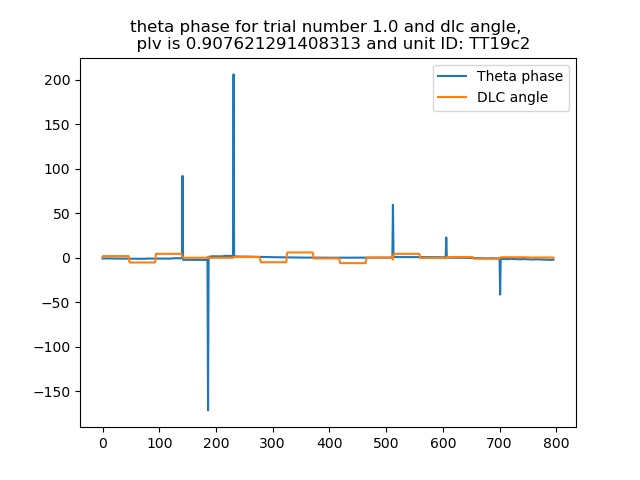 theta phase for trial number 1.0 and dlc angle,
plv is 0.907621291408313 and unit ID: TT19c2
Theta phase
DLC angle
200
150
100
50
0
−50
−100
−150
0 100 200 300 400 500 600 700 800